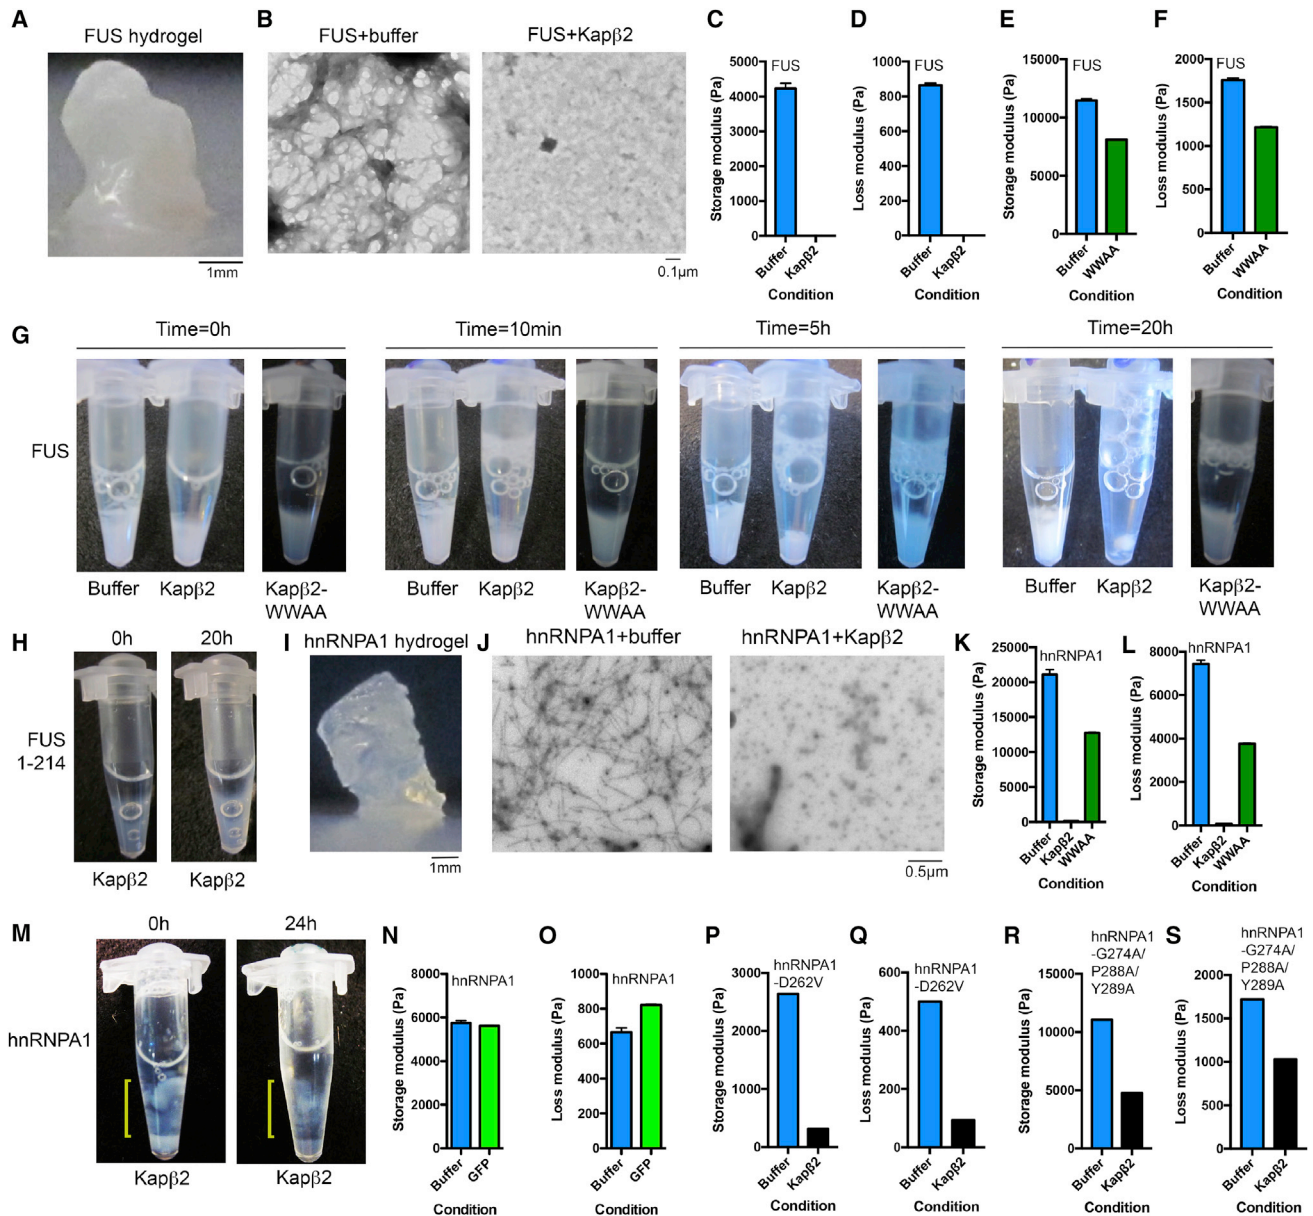 A
FUS hydrogel
1mm
B
FUS+buffer
FUS+Kapβ2
0.1μm
C
Storage modulus (Pa)
5000
4000
3000
2000
1000
0
FUS
Buffer
Kapβ2
Condition
D
Loss modulus (Pa)
1000
800
600
400
200
0
FUS
Buffer
Kapβ2
Condition
E
Storage modulus (Pa)
15000
10000
5000
0
FUS
Buffer
WWAA
Condition
F
Loss modulus (Pa)
2000
1500
1000
500
0
FUS
Buffer
WWAA
Condition
G
Time=0h
Time=10min
Time=5h
Time=20h
FUS
Buffer
Kapβ2
Kapβ2-
WWAA
Buffer
Kapβ2
Kapβ2-
WWAA
Buffer
Kapβ2
Kapβ2-
WWAA
Buffer
Kapβ2
Kapβ2-
WWAA
H
0h
20h
FUS
1-214
Kapβ2
Kapβ2
I
hnRNPA1 hydrogel
1mm
J
hnRNPA1+buffer
hnRNPA1+Kapβ2
0.5μm
K
Storage modulus (Pa)
25000
20000
15000
10000
5000
0
hnRNPA1
Buffer
Kapβ2
WWAA
Condition
L
Loss modulus (Pa)
8000
6000
4000
2000
0
hnRNPA1
Buffer
Kapβ2
WWAA
Condition
M
0h
24h
hnRNPA1
Kapβ2
Kapβ2
N
Storage modulus (Pa)
8000
6000
4000
2000
0
hnRNPA1
Buffer
GFP
Condition
O
Loss modulus (Pa)
1000
800
600
400
200
0
hnRNPA1
Buffer
GFP
Condition
P
Storage modulus (Pa)
3000
2000
1000
0
hnRNPA1
-D262V
Buffer
Kapβ2
Condition
Q
Loss modulus (Pa)
600
400
200
0
hnRNPA1
-D262V
Buffer
Kapβ2
Condition
R
Storage modulus (Pa)
15000
10000
5000
0
hnRNPA1
-G274A/
P288A/
Y289A
Buffer
Kapβ2
Condition
S
Loss modulus (Pa)
2000
1500
1000
500
0
hnRNPA1
-G274A/
P288A/
Y289A
Buffer
Kapβ2
Condition